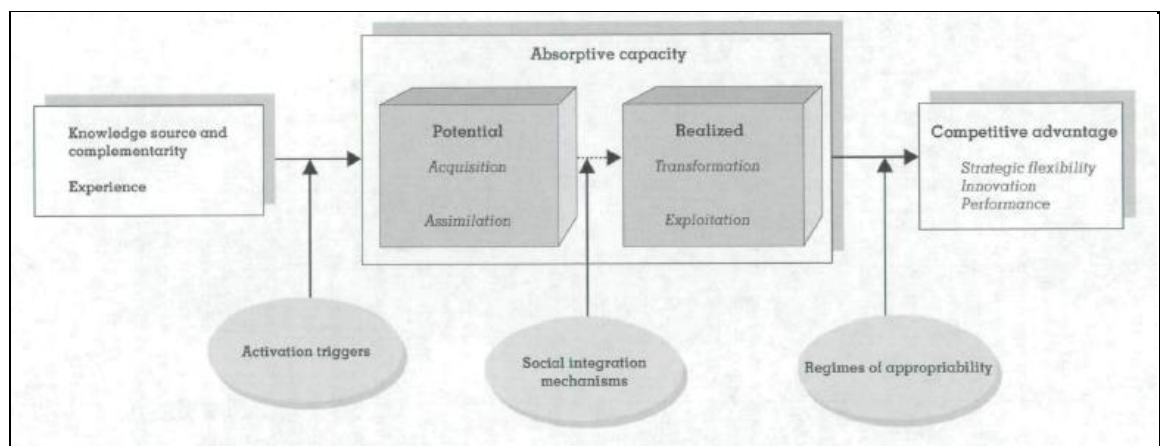 Absorptive capacity
Knowledge source and
complementarity
Experience
Potential
Acquisition
Assimilation
Realized
Transformation
Exploitation
Competitive advantage
Strategic flexibility
Innovation
Performance
Activation triggers
Social integration
mechanisms
Regimes of appropriability